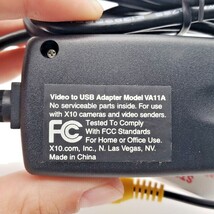 Video to USB Adapter Model VA11A
No serviceable parts inside. For use
with X10 cameras and video senders.
FC Tested To Comply
With FCC Standards
For Home or Office Use
X10.com, Inc., N. Las Vegas, NV.
Made in China